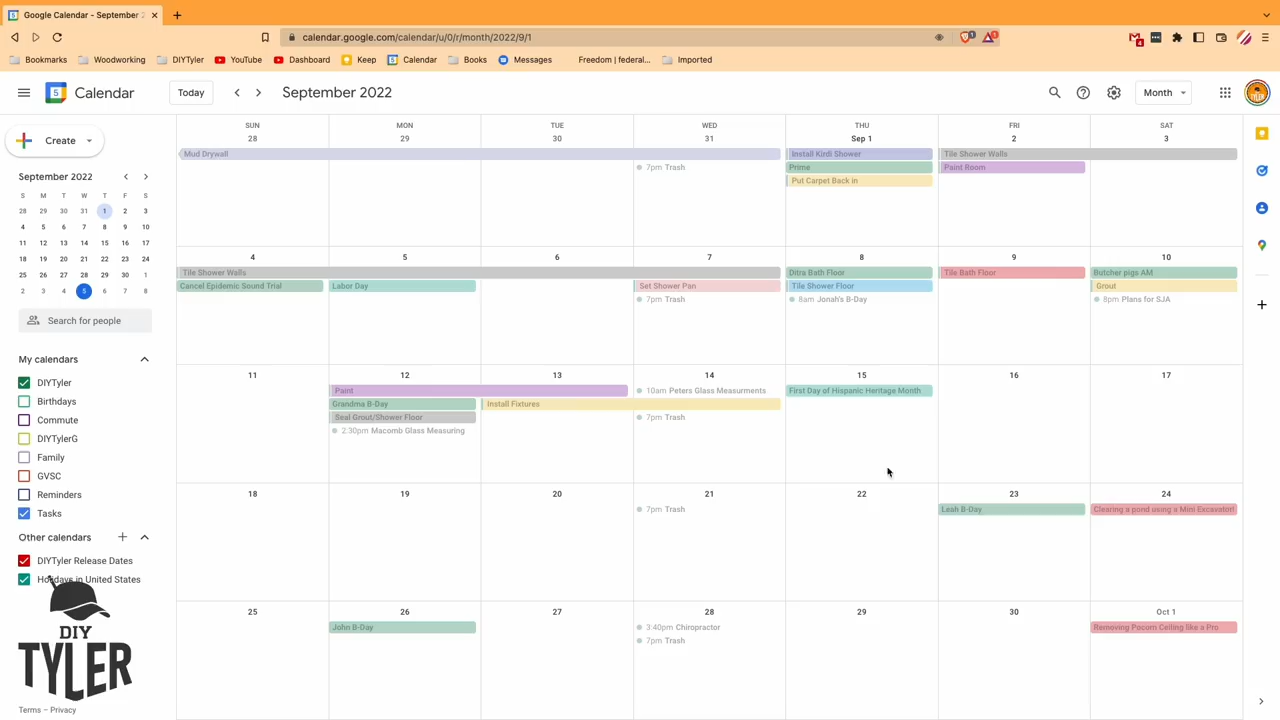 Google Calendar - September 2
calendar.google.com/calendar/u/0/r/month/2022/9/1
Bookmarks
Woodworking
DIYTyler
YouTube
Dashboard
Keep
Calendar
Books
Messages
Freedom | federal...
Imported
Calendar
Today
September 2022
Month
Create
September 2022
S M T W T F S
28 29 30 31 1 2 3
4 5 6 7 8 9 10
11 12 13 14 15 16 17
18 19 20 21 22 23 24
25 26 27 28 29 30 1
2 3 4 5 6 7 8
Search for people
My calendars
DIYTyler
Birthdays
Commute
DIYTylerG
Family
GVSC
Reminders
Tasks
Other calendars
DIYTyler Release Dates
Holidays in United States
DIY
TYLER
Terms – Privacy
SUN MON TUE WED THU FRI SAT
28 29 30 31 Sep 1 2 3
Mud Drywall
Install Kirdi Shower
Tile Shower Walls
7pm Trash
Prime
Paint Room
Put Carpet Back in
4 5 6 7 8 9 10
Tile Shower Walls
Ditra Bath Floor
Tile Bath Floor
Butcher pigs AM
Cancel Epidemic Sound Trial
Labor Day
Set Shower Pan
Tile Shower Floor
Grout
7pm Trash
8am Jonah's B-Day
8pm Plans for SJA
11 12 13 14 15 16 17
Paint
10am Peters Glass Measurments
First Day of Hispanic Heritage Month
Grandma B-Day
Install Fixtures
Seal Grout/Shower Floor
7pm Trash
2:30pm Macomb Glass Measuring
18 19 20 21 22 23 24
7pm Trash
Leah B-Day
Clearing a pond using a Mini Excavator!
25 26 27 28 29 30 Oct 1
John B-Day
3:40pm Chiropractor
Removing Pocorn Ceiling like a Pro
7pm Trash